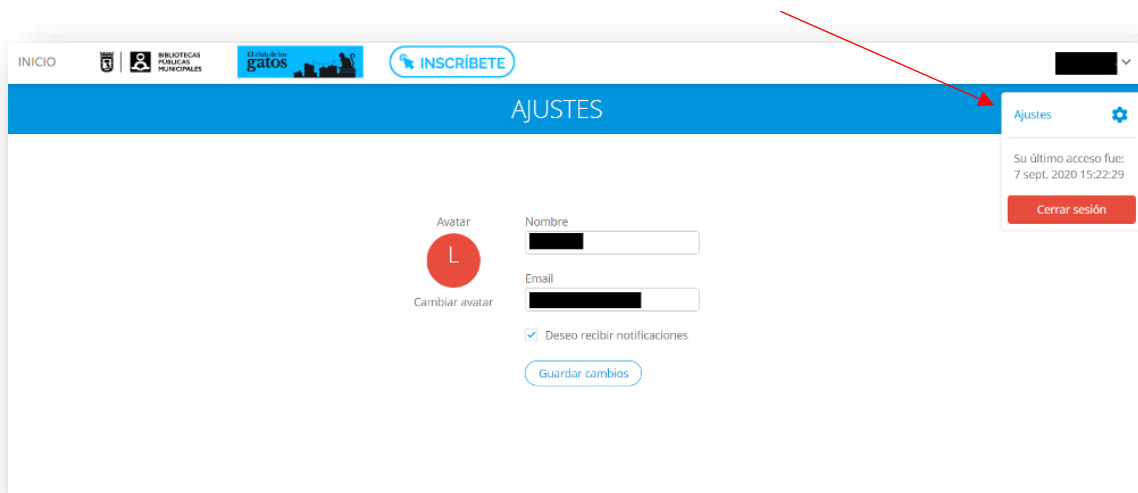 INICIO
BIBLIOTECAS
PÚBLICAS
MUNICIPALES
El club de los
gatos
INSCRÍBETE
AJUSTES
Ajustes
Su último acceso fue:
7 sept. 2020 15:22:29
Cerrar sesión
Avatar
L
Cambiar avatar
Nombre
Email
Deseo recibir notificaciones
Guardar cambios